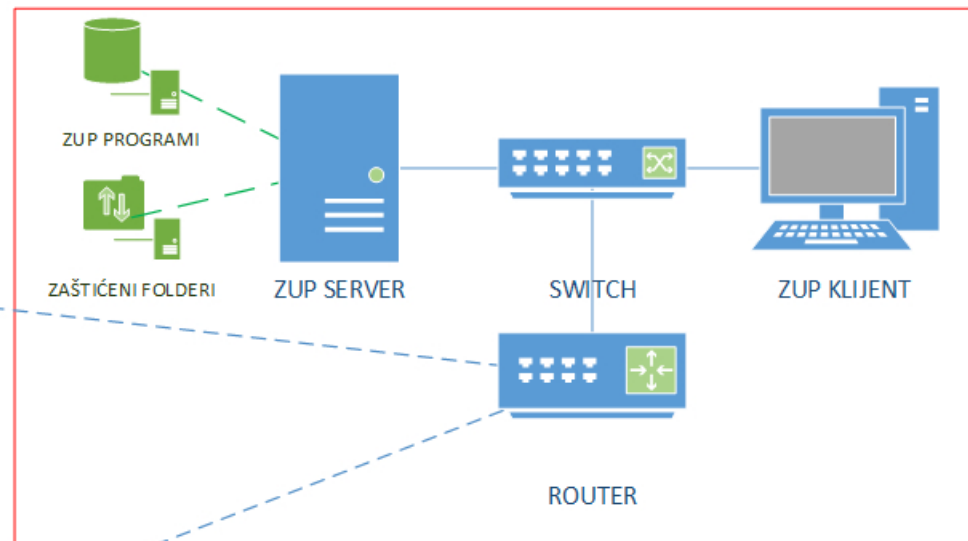 ZUP PROGRAMI
ZAŠTIĆENI FOLDERI
ZUP SERVER
SWITCH
ZUP KLIJENT
ROUTER